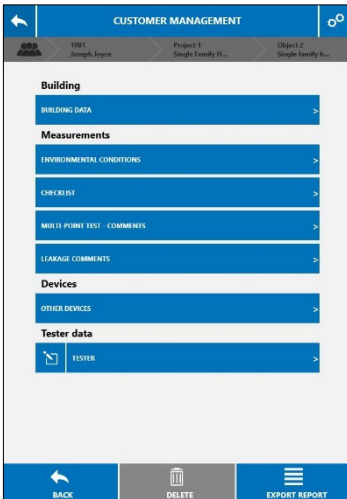 CUSTOMER MANAGEMENT
1001 Project 1 Object 2
Joseph Joyce Single Family H... Single family h...
Building
BUILDING DATA >
Measurements
ENVIRONMENTAL CONDITIONS >
CHECKLIST >
MULTI-POINT TEST - COMMENTS >
LEAKAGE COMMENTS >
Devices
OTHER DEVICES >
Tester data
TESTER >
BACK DELETE EXPORT REPORT